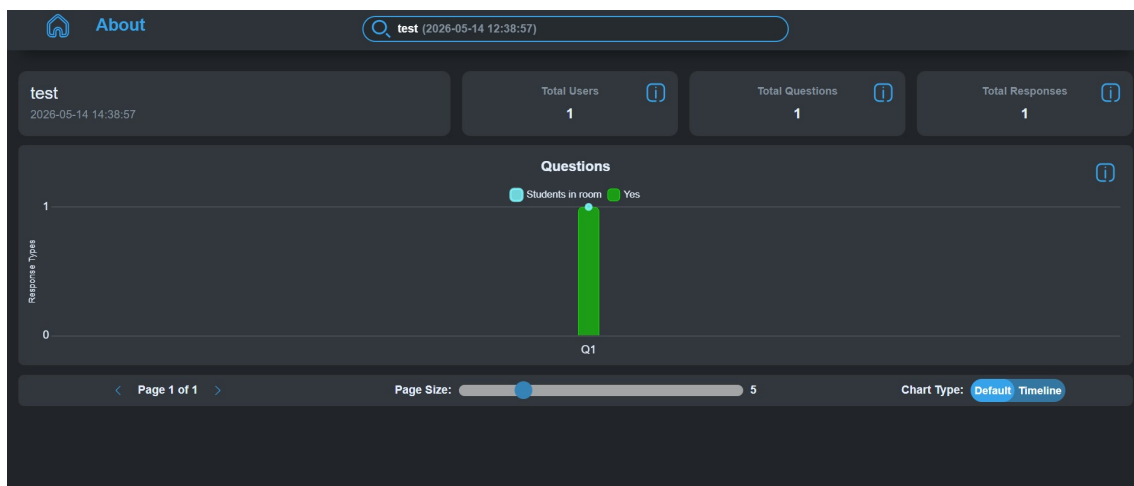 About
test (2026-05-14 12:38:57)
test
2026-05-14 14:38:57
Total Users
1
Total Questions
1
Total Responses
1
Questions
Students in room Yes
1
Response Types
0
Q1
< Page 1 of 1 >
Page Size: 5
Chart Type: Default Timeline